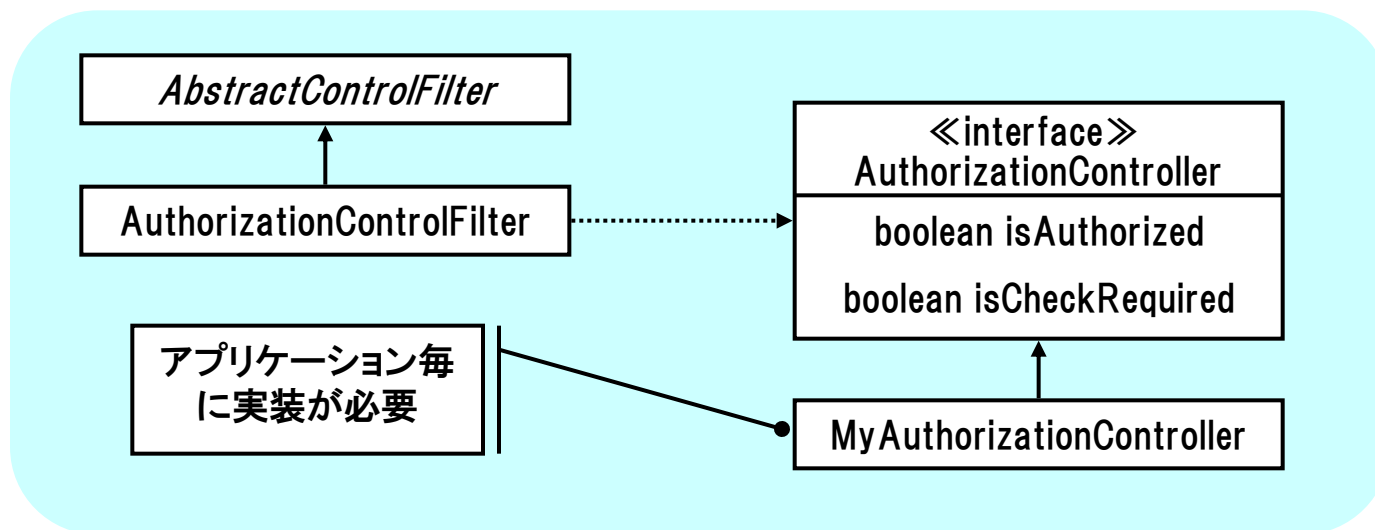 AbstractControlFilter
AuthorizationControlFilter
≪interface≫
AuthorizationController
boolean isAuthorized
boolean isCheckRequired
アプリケーション毎
に実装が必要
MyAuthorizationController